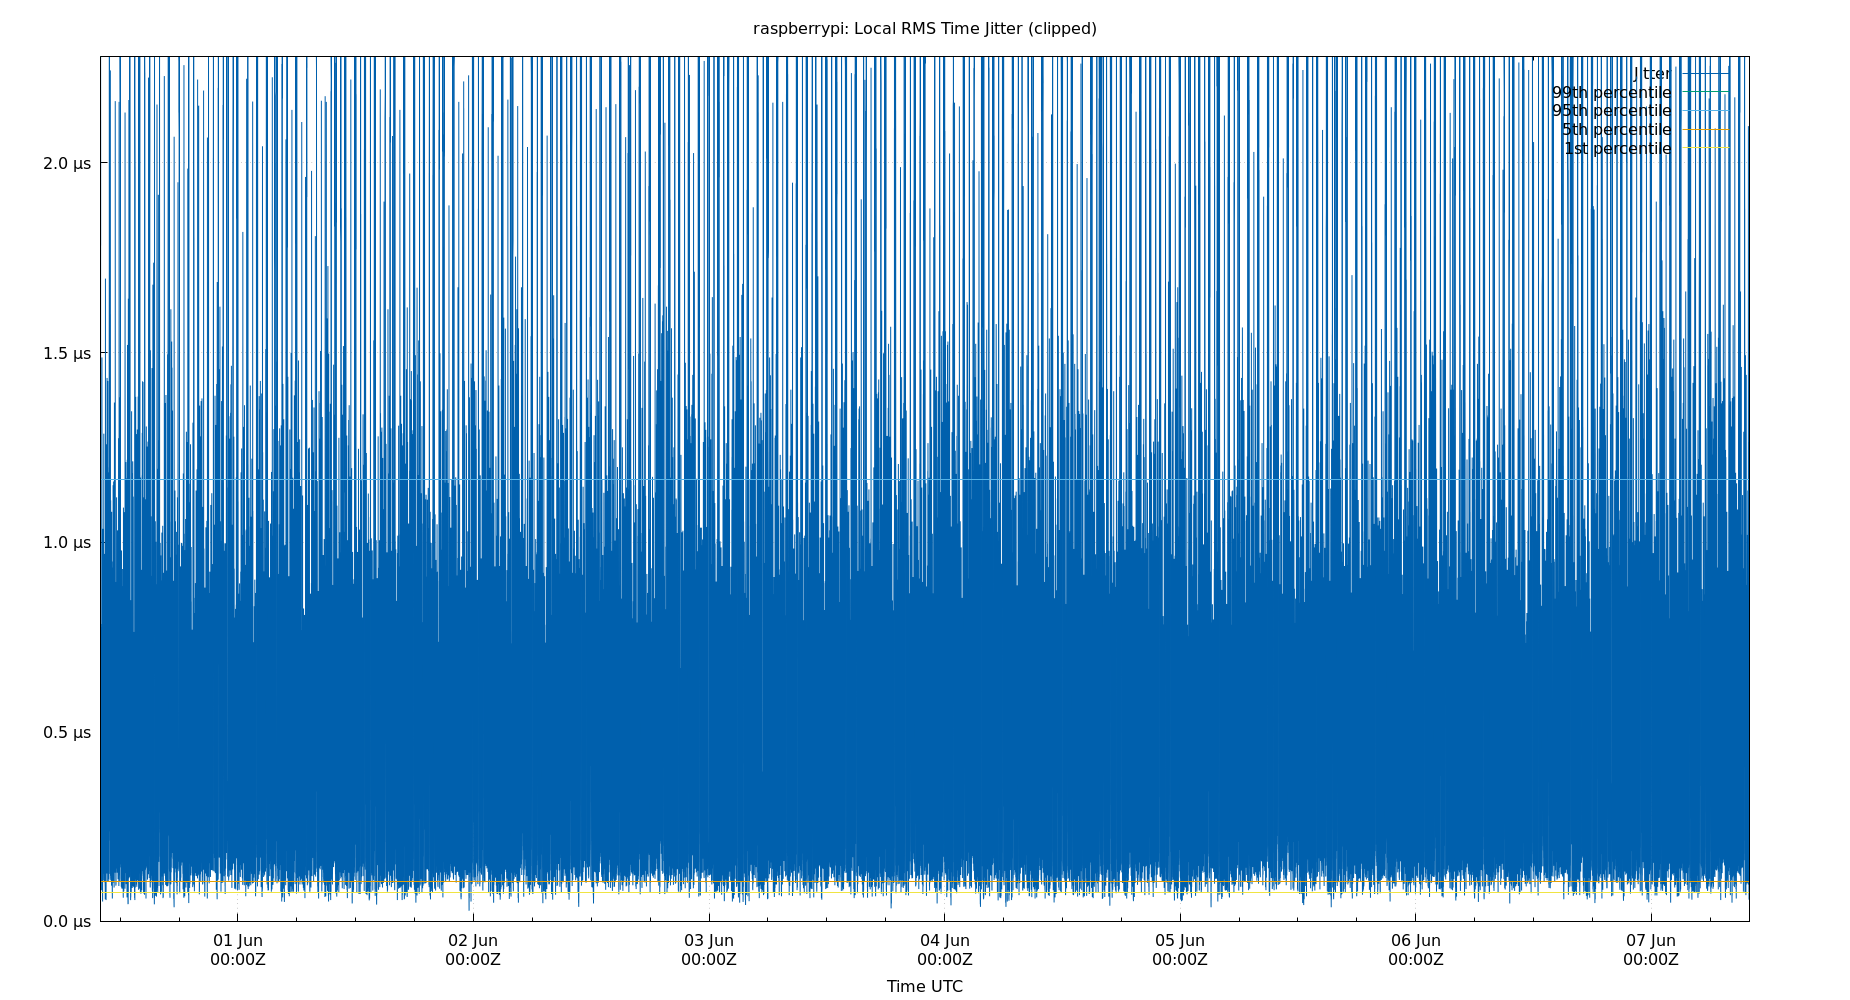 raspberrypi: Local RMS Time Jitter (clipped)
Jitter
99th percentile
95th percentile
5th percentile
1st percentile
2.0 µs
1.5 µs
1.0 µs
0.5 µs
0.0 µs
01 Jun 02 Jun 03 Jun 04 Jun 05 Jun 06 Jun 07 Jun
00:00Z 00:00Z 00:00Z 00:00Z 00:00Z 00:00Z 00:00Z
Time UTC